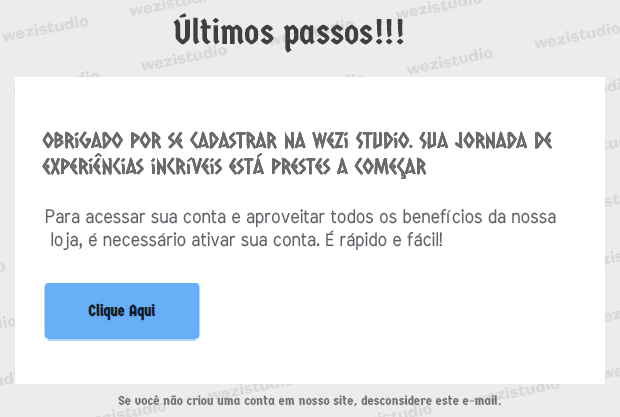 Últimos passos!!!
OBRIGADO POR SE CADASTRAR NA WEZI STUDIO. SUA JORNADA DE
EXPERIÊNCIAS INCRÍVEIS ESTÁ PRESTES A COMEÇAR
Para acessar sua conta e aproveitar todos os benefícios da nossa
loja, é necessário ativar sua conta. É rápido e fácil!
Clique Aqui
Se você não criou uma conta em nosso site, desconsidere este e-mail.
wezistudio
wezistudio
wezistudio
wezistudio
wezistudio
wezistudio
wezistudio